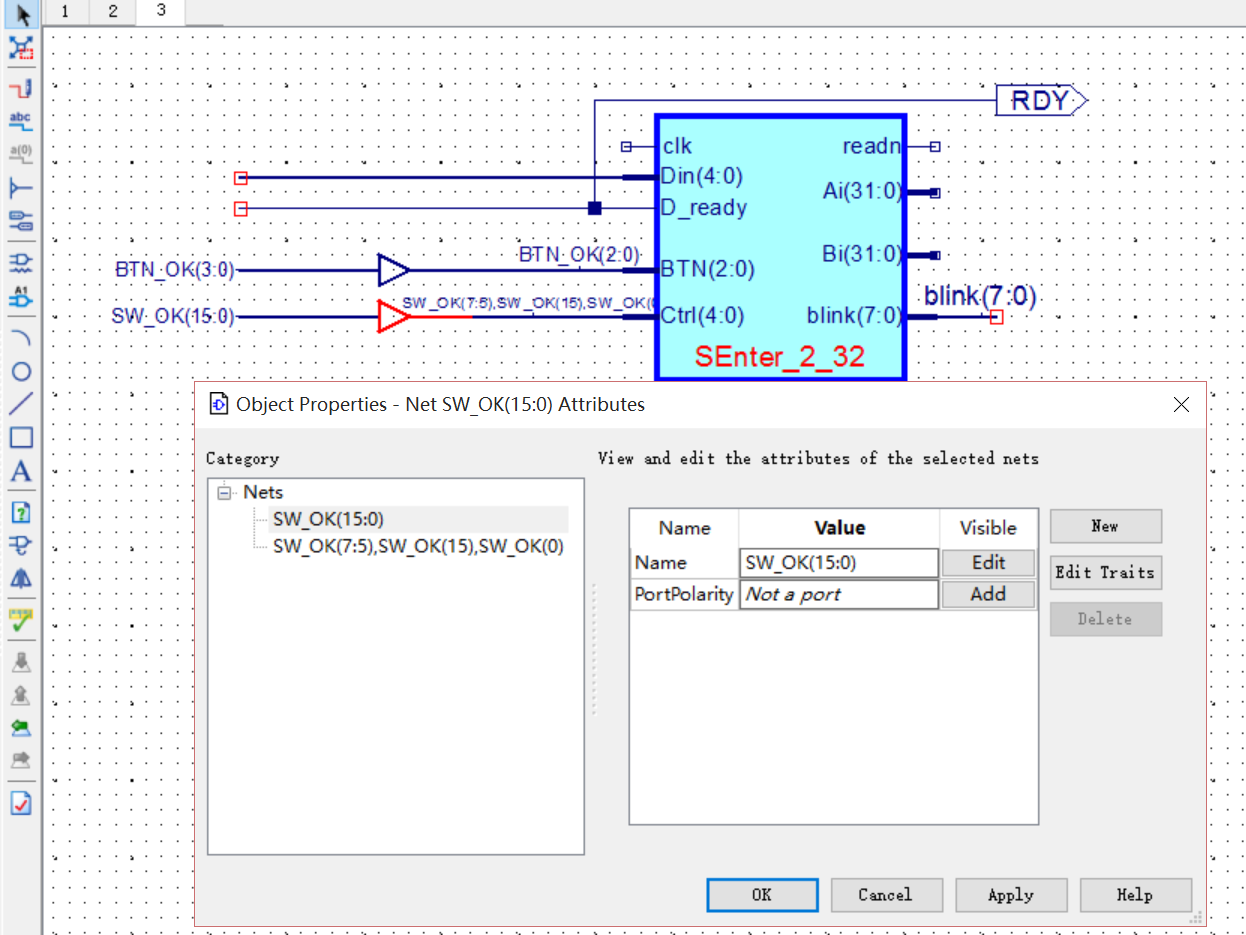 1 2 3
abc
a(0)
A1
A
RDY
clk readn
Din(4:0)
Ai(31:0)
D_ready
BTN_OK(3:0) BTN_OK(2:0) BTN(2:0) Bi(31:0)
blink(7:0)
SW_OK(15:0) SW_OK(7:5),SW_OK(15),SW_OK( Ctrl(4:0) blink(7:0)
SEnter_2_32
Object Properties - Net SW_OK(15:0) Attributes
Category
View and edit the attributes of the selected nets
Nets
SW_OK(15:0)
SW_OK(7:5),SW_OK(15),SW_OK(0)
Name Value Visible
Name SW_OK(15:0) Edit
PortPolarity Not a port Add
New
Edit Traits
Delete
OK Cancel Apply Help